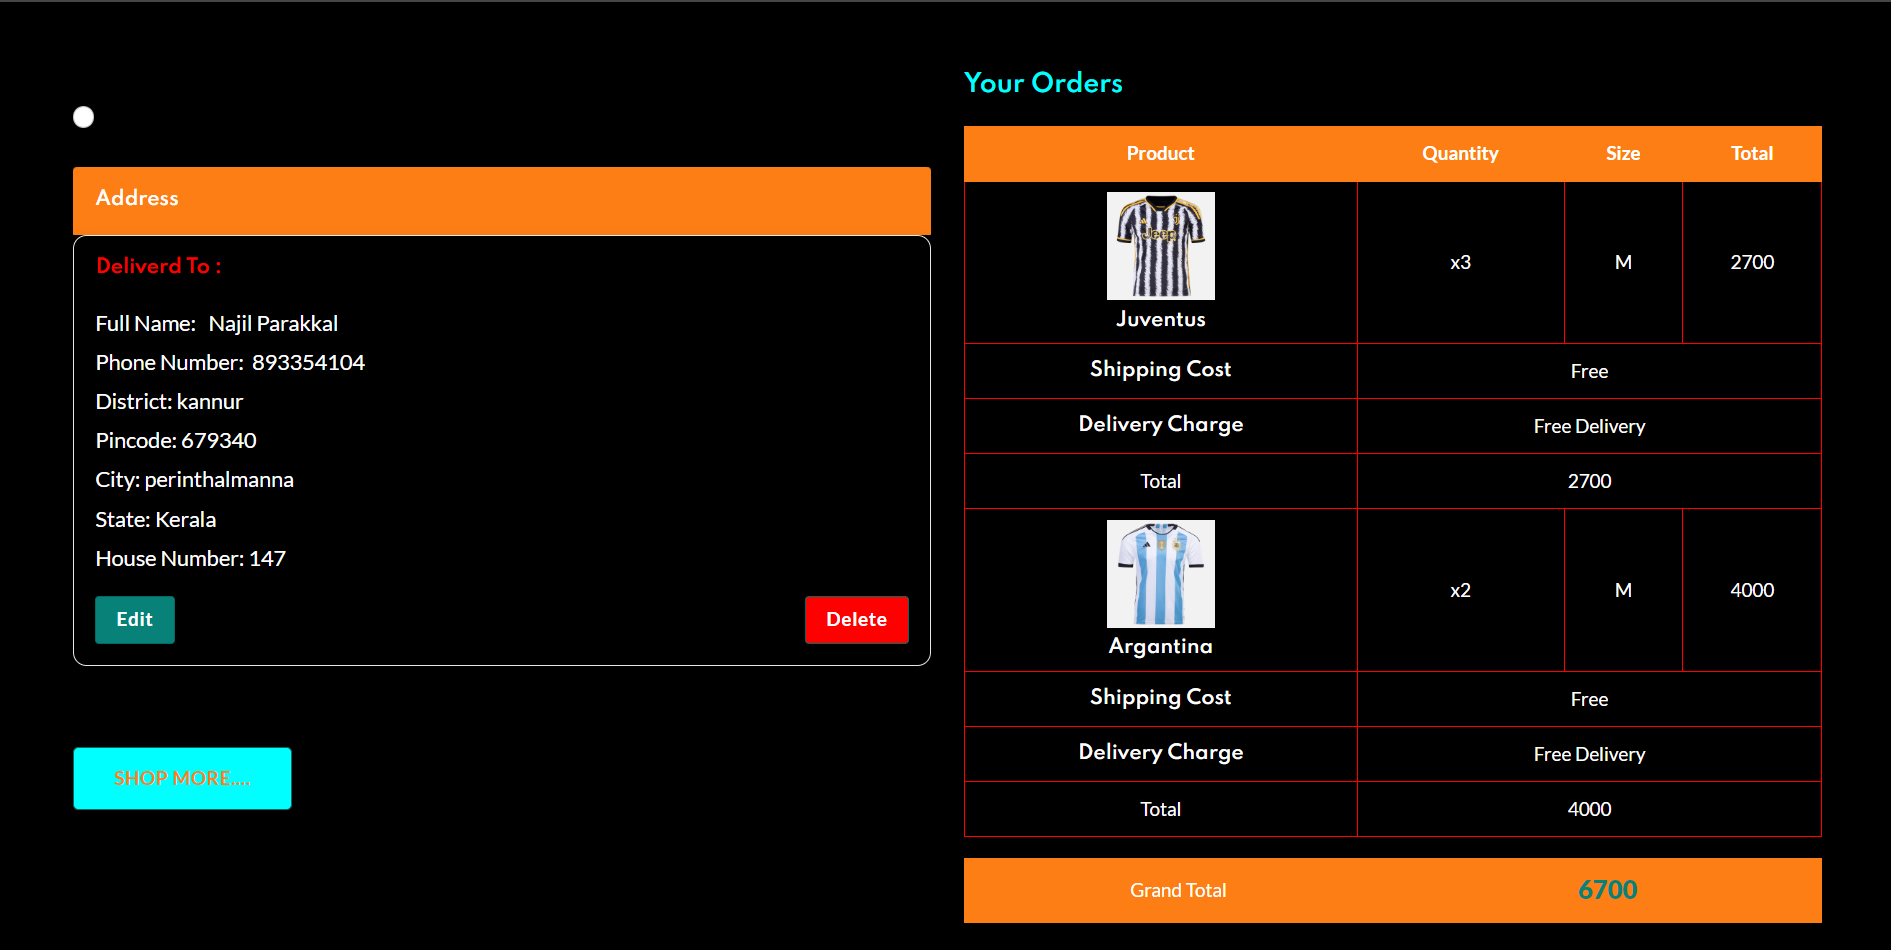 Address
Deliverd To :
Full Name: Najil Parakkal
Phone Number: 893354104
District: kannur
Pincode: 679340
City: perinthalmanna
State: Kerala
House Number: 147
Edit Delete
SHOP MORE....
Your Orders
Product Quantity Size Total
Jeep
x3 M 2700
Juventus
Shipping Cost Free
Delivery Charge Free Delivery
Total 2700
x2 M 4000
Argantina
Shipping Cost Free
Delivery Charge Free Delivery
Total 4000
Grand Total 6700